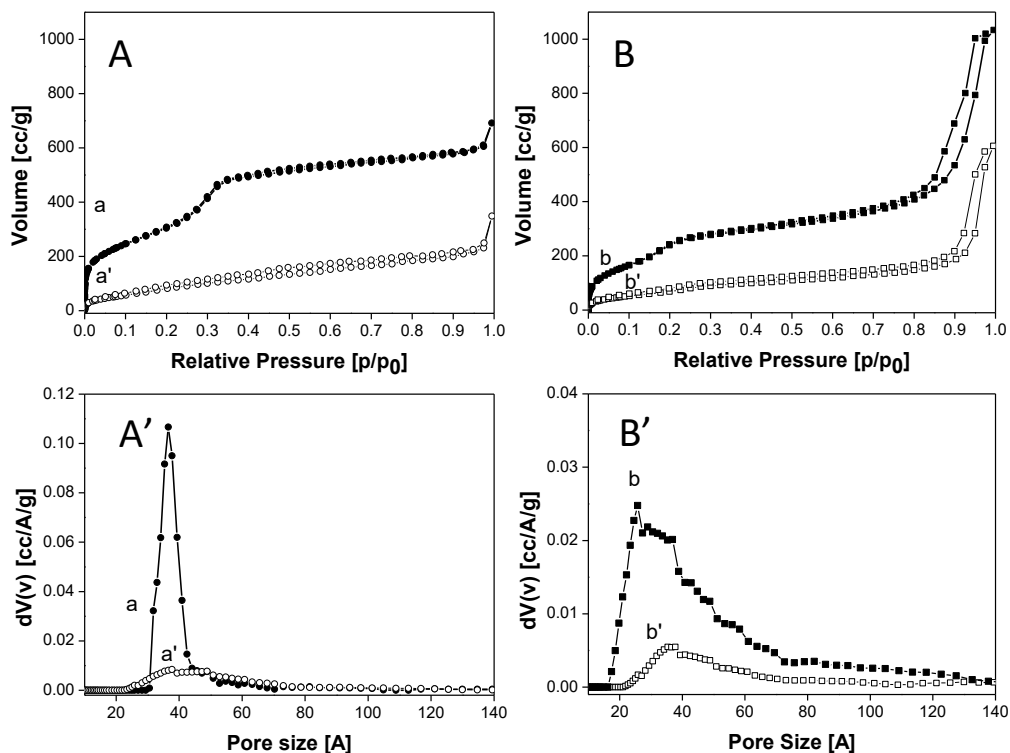 A
Volume [cc/g]
1000
800
600
400
200
0
a
a'
0.0 0.1 0.2 0.3 0.4 0.5 0.6 0.7 0.8 0.9 1.0
Relative Pressure [p/p0]
B
Volume [cc/g]
1000
800
600
400
200
0
b
b'
0.0 0.1 0.2 0.3 0.4 0.5 0.6 0.7 0.8 0.9 1.0
Relative Pressure [p/p0]
A'
dV(v) [cc/A/g]
0.12
0.10
0.08
0.06
0.04
0.02
0.00
a
a'
20 40 60 80 100 120 140
Pore size [A]
B'
dV(v) [cc/A/g]
0.04
0.03
0.02
0.01
0.00
b
b'
20 40 60 80 100 120 140
Pore Size [A]